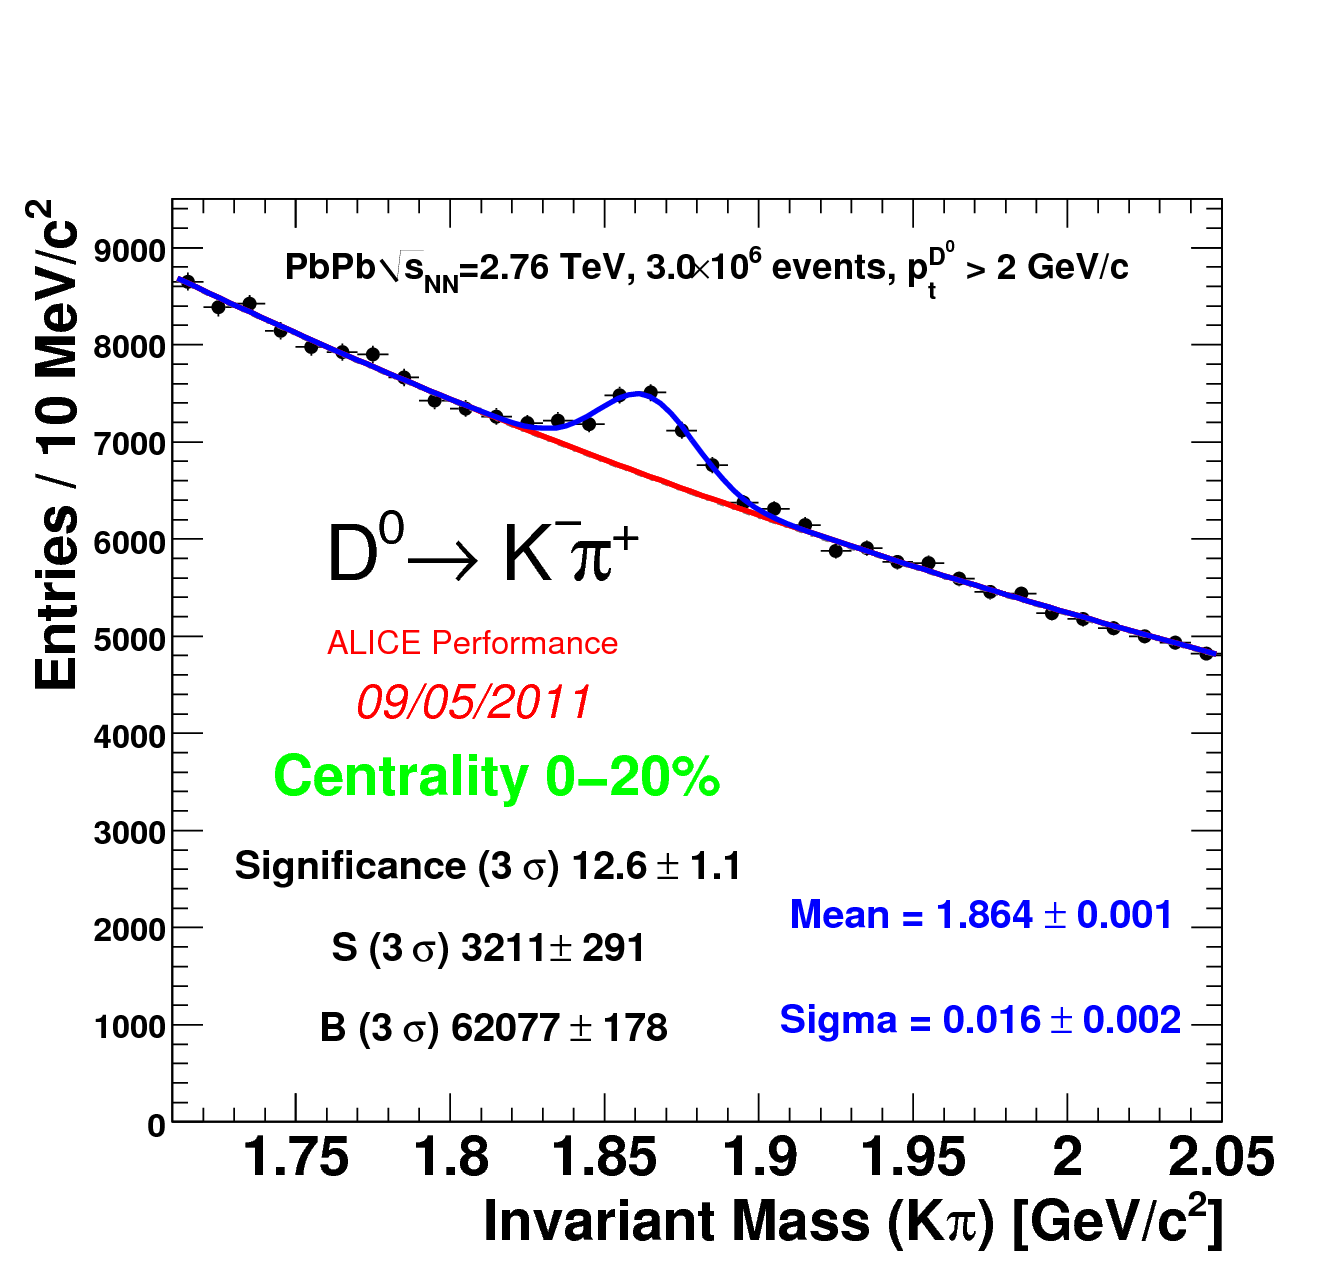 PbPb√s_NN=2.76 TeV, 3.0×10⁶ events, p_t^D⁰ > 2 GeV/c
Entries / 10 MeV/c²
9000
8000
7000
6000
5000
4000
3000
2000
1000
0
D⁰→ K⁻π⁺
ALICE Performance
09/05/2011
Centrality 0−20%
Significance (3 σ) 12.6 ± 1.1
S (3 σ) 3211± 291
B (3 σ) 62077 ± 178
Mean = 1.864 ± 0.001
Sigma = 0.016 ± 0.002
1.75 1.8 1.85 1.9 1.95 2 2.05
Invariant Mass (Kπ) [GeV/c²]